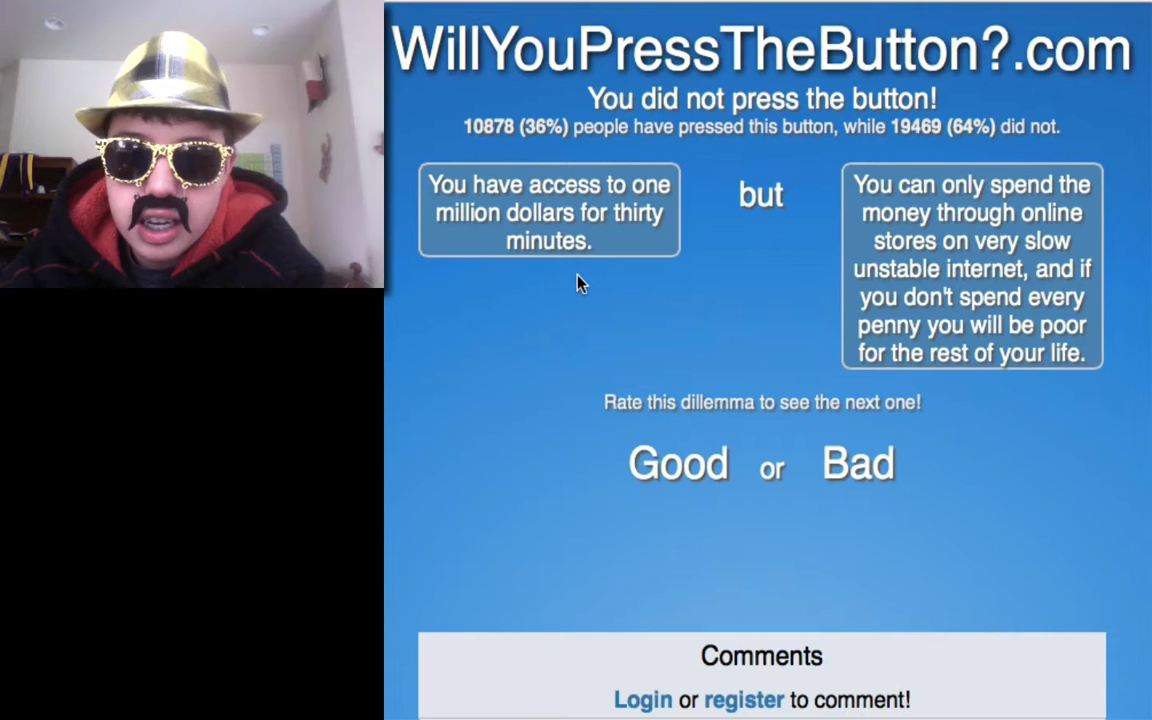 WillYouPressTheButton?.com
You did not press the button!
10878 (36%) people have pressed this button, while 19469 (64%) did not.
You have access to one
million dollars for thirty
minutes.
but
You can only spend the
money through online
stores on very slow
unstable internet, and if
you don't spend every
penny you will be poor
for the rest of your life.
Rate this dillemma to see the next one!
Good or Bad
Comments
Login or register to comment!